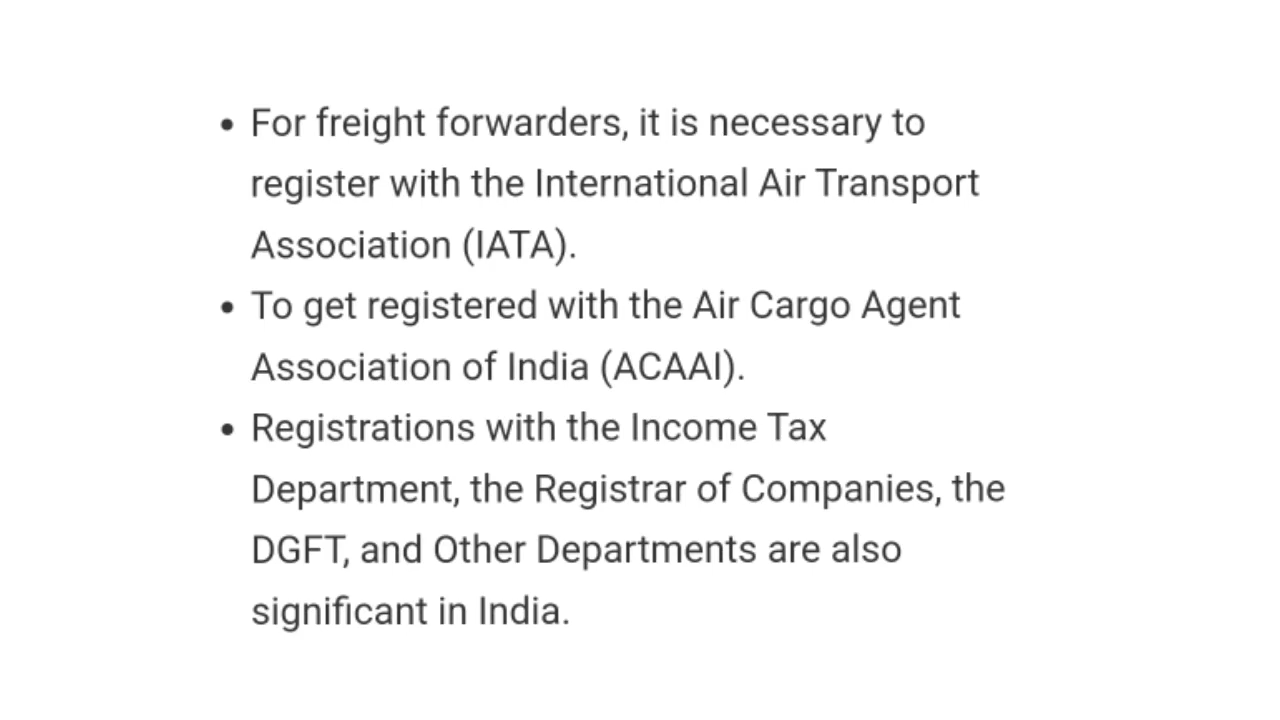 • For freight forwarders, it is necessary to
register with the International Air Transport
Association (IATA).
• To get registered with the Air Cargo Agent
Association of India (ACAAI).
• Registrations with the Income Tax
Department, the Registrar of Companies, the
DGFT, and Other Departments are also
significant in India.